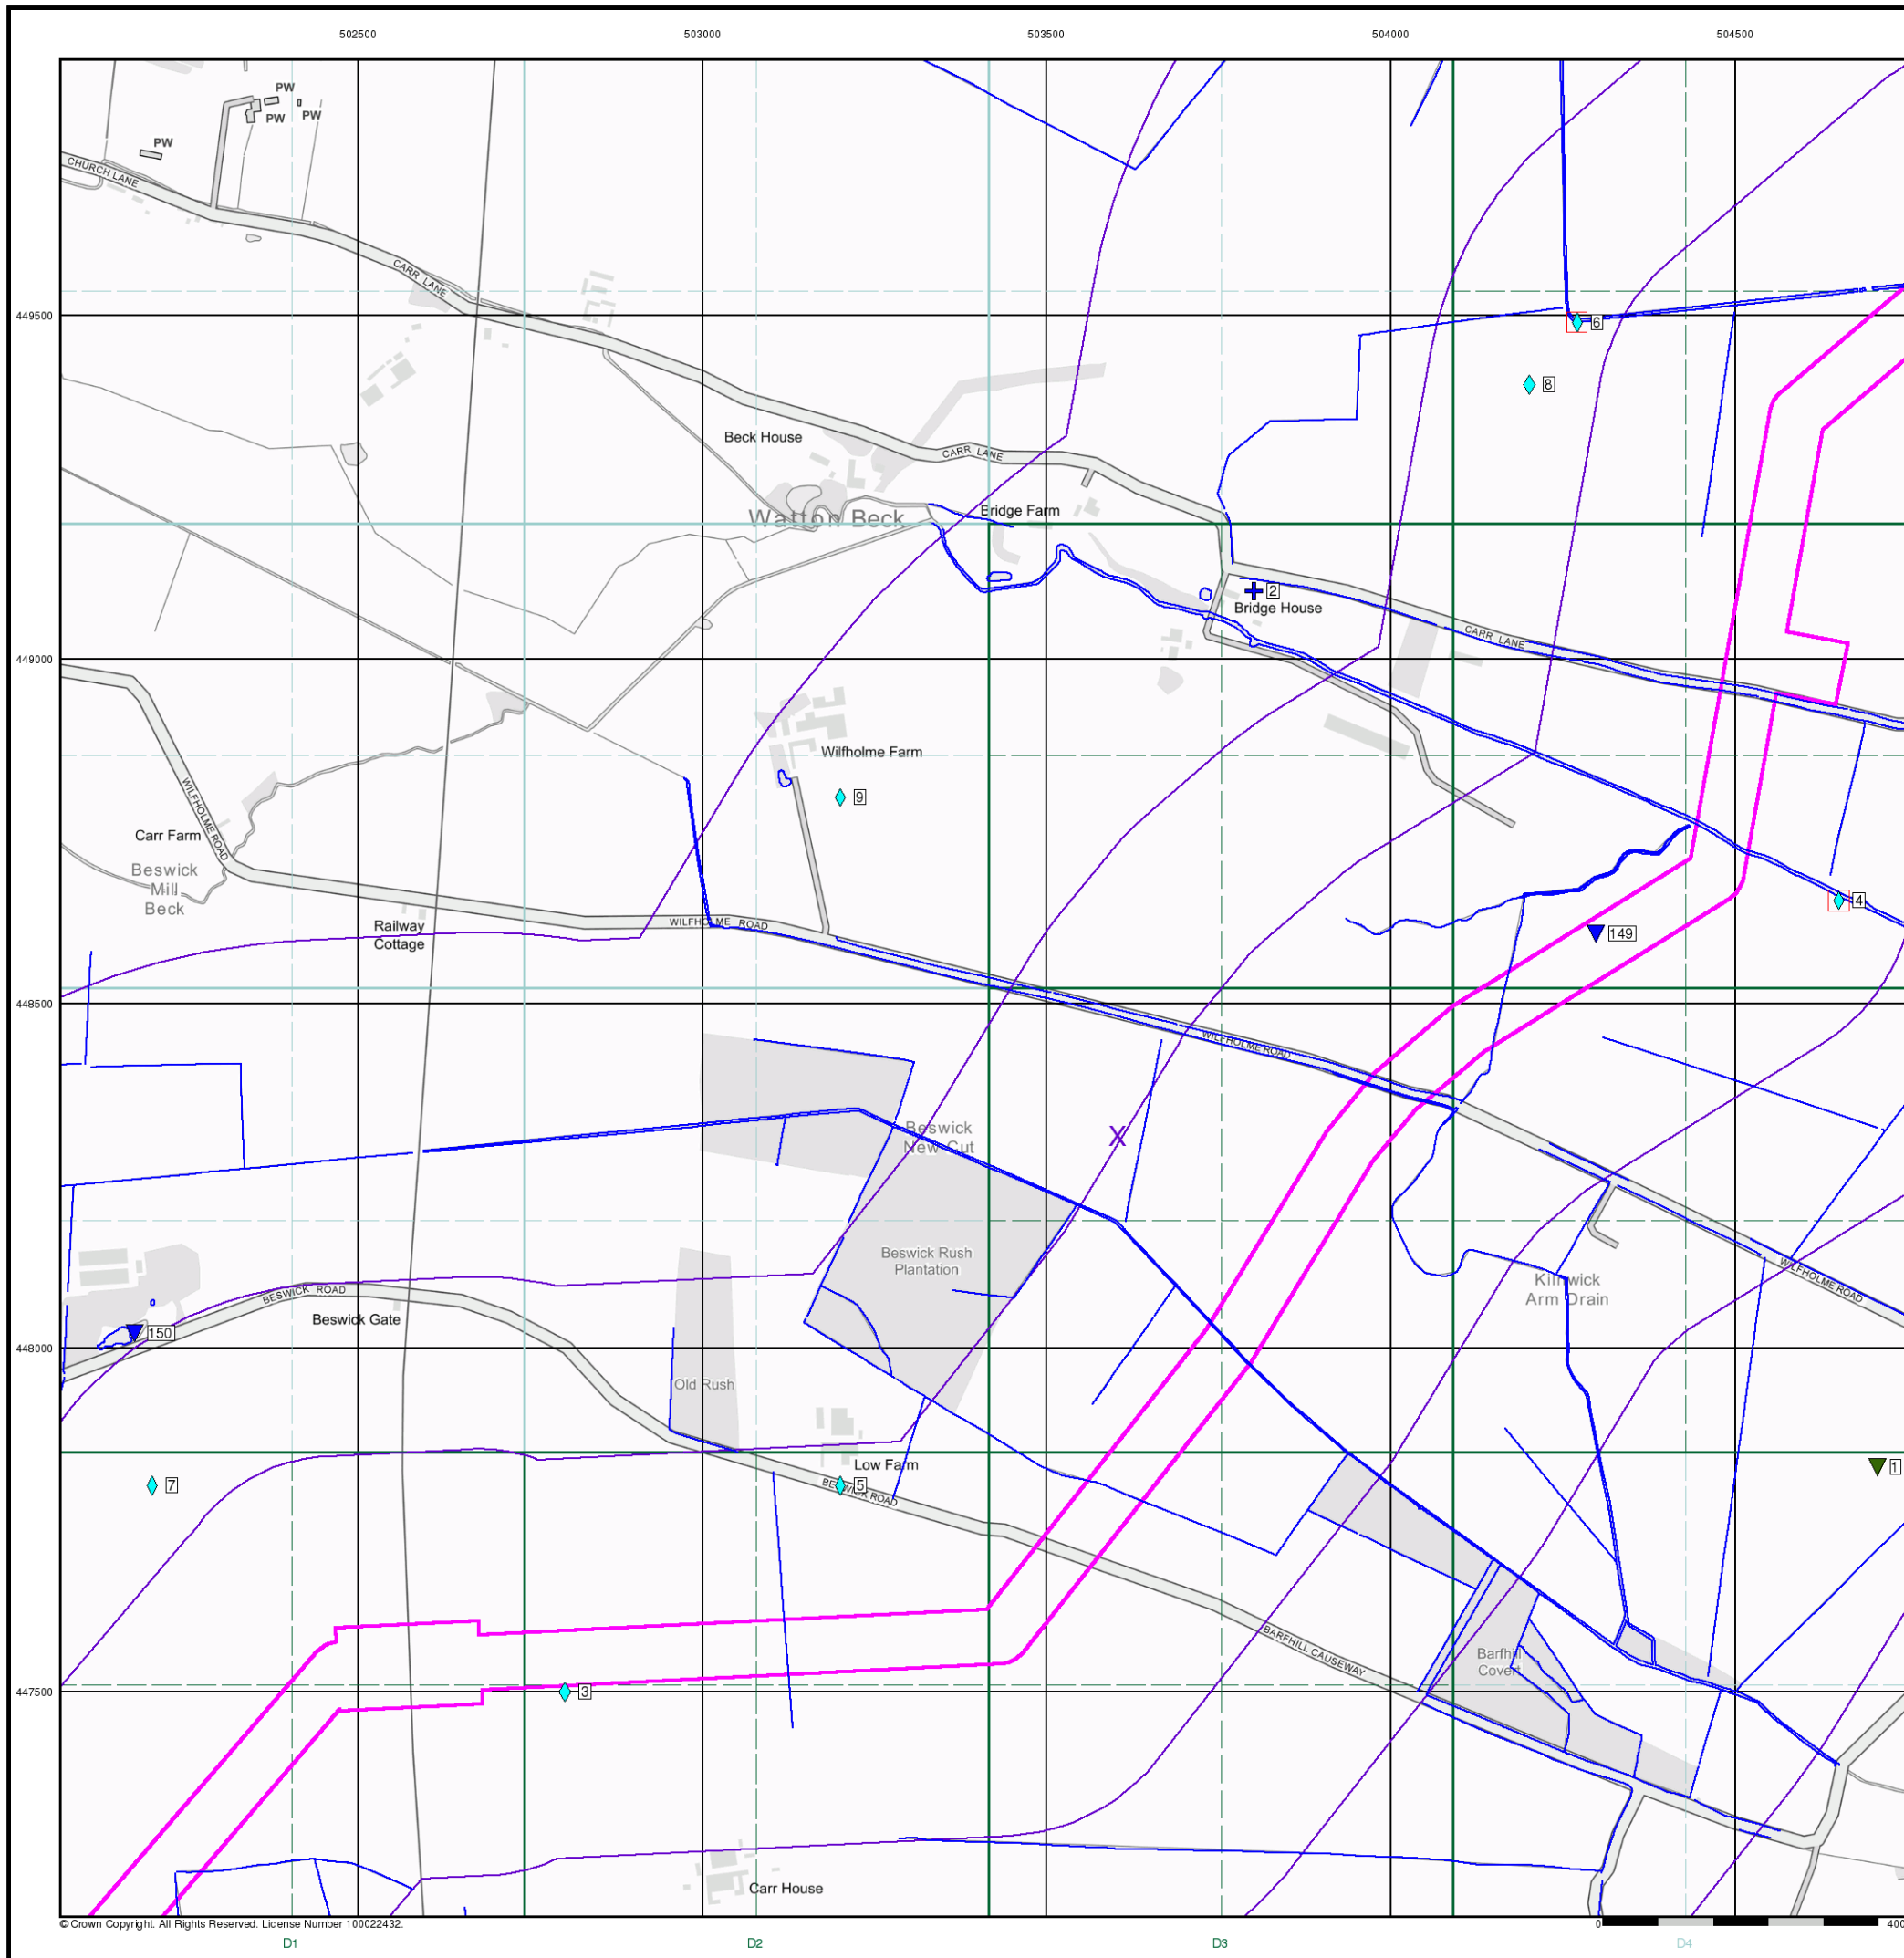 502500 503000 503500 504000 504500
PW
PW
PW
PW
CHURCH LANE
CARR LANE
449500
6
8
Beck House
CARR LANE
Bridge Farm
Watton Beck
2
Bridge House
CARR LANE
449000
Wilfholme Farm
WILFHOLME ROAD
9
Carr Farm
Beswick
Mill
Beck
4
Railway
Cottage
WILFHOLME ROAD
149
448500
WILFHOLME ROAD
Beswick
New Cut
X
Beswick Rush
Plantation
WILFHOLME ROAD
Kilnwick
Arm Drain
BESWICK ROAD
Beswick Gate
150
448000
Old Rush
Low Farm
1
7
5
BESWICK ROAD
BARFHILL CAUSEWAY
Barfhill
Covert
447500
3
Carr House
© Crown Copyright. All Rights Reserved. License Number 100022432.
0 400
D1 D2 D3 D4